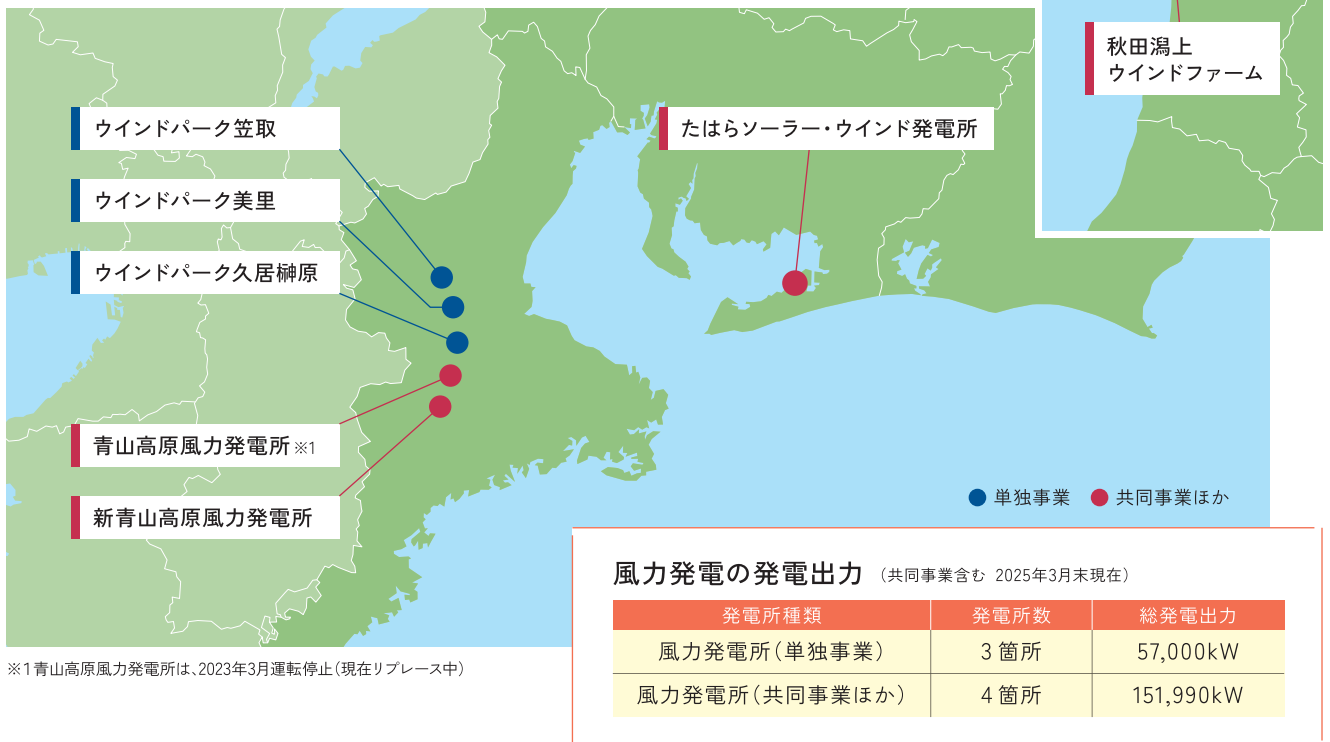 秋田潟上
ウインドファーム
ウインドパーク笠取
たはらソーラー・ウインド発電所
ウインドパーク美里
ウインドパーク久居榊原
青山高原風力発電所※1
新青山高原風力発電所
単独事業 共同事業ほか
風力発電の発電出力 （共同事業含む 2025年3月末現在）
発電所種類 発電所数 総発電出力
風力発電所（単独事業） 3箇所 57,000kW
風力発電所（共同事業ほか） 4箇所 151,990kW
※1青山高原風力発電所は、2023年3月運転停止（現在リプレース中）